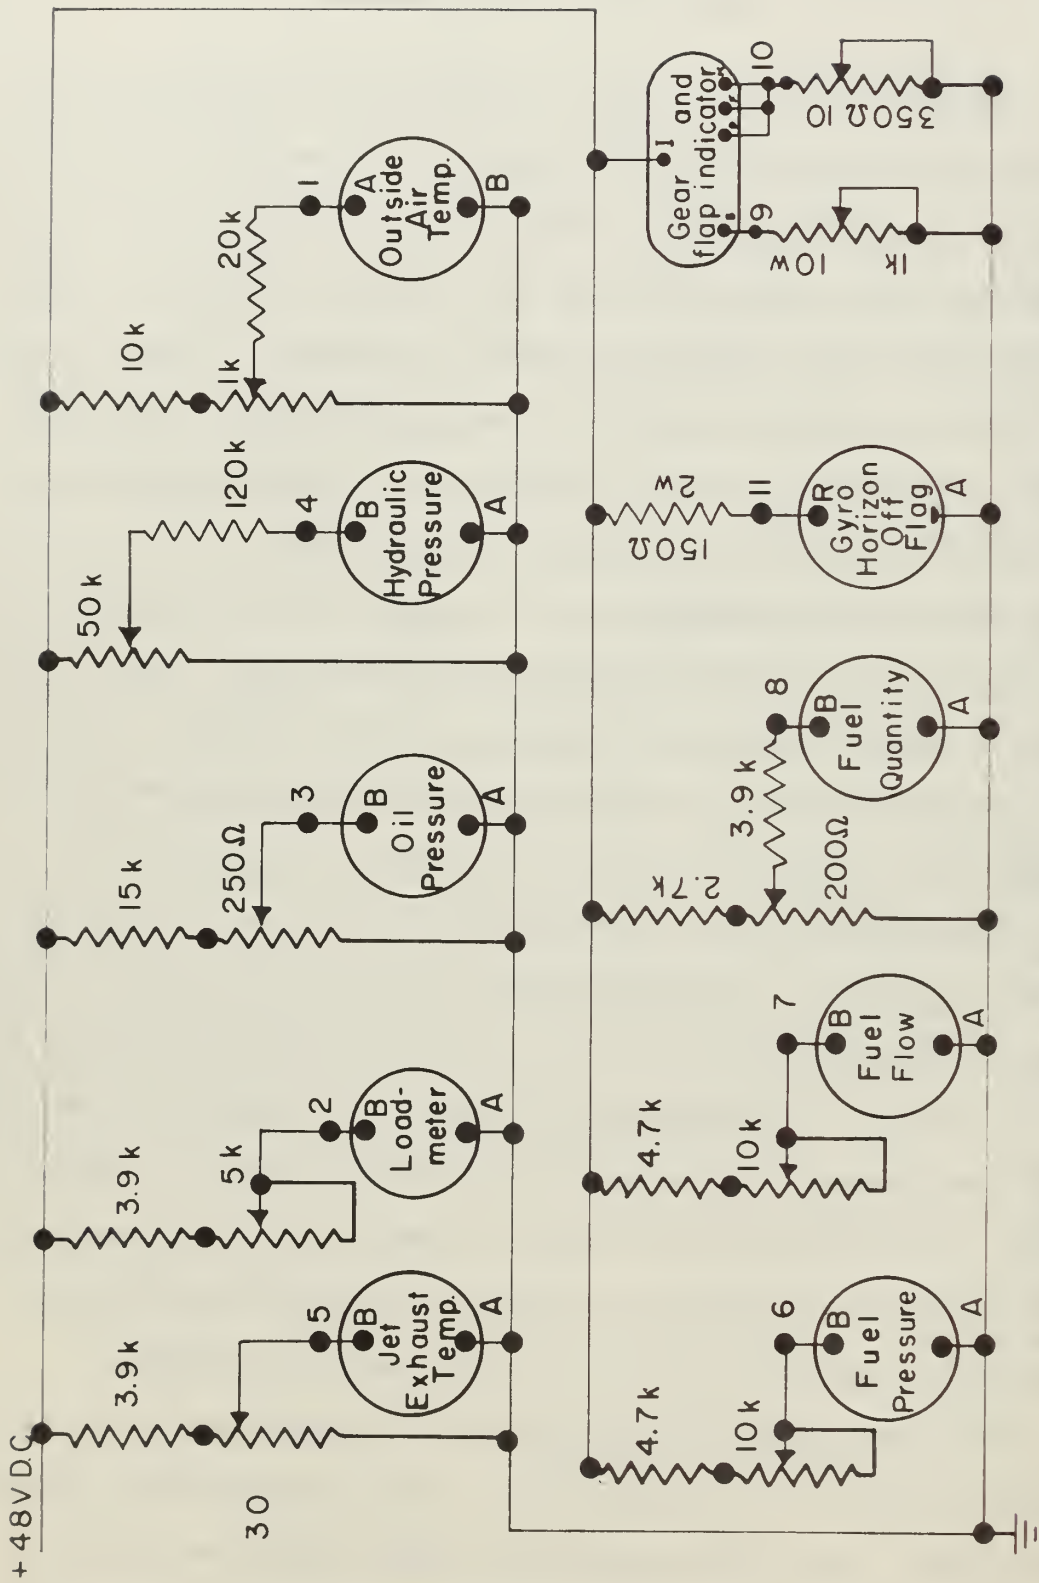 +48V D.C.
3.9k
30
5
B
Jet
Exhaust
Temp.
A
3.9k
5k
2
B
Load-
meter
A
15k
250Ω
3
B
Oil
Pressure
A
50k
120k
4
B
Hydraulic
Pressure
A
10k
1k
20k
1
A
Outside
Air
Temp.
B
4.7k
10k
6
B
Fuel
Pressure
A
4.7k
10k
7
B
Fuel
Flow
A
2.7k
200Ω
3.9k
8
B
Fuel
Quantity
A
150Ω
2w
11
R
Gyro
Horizon
Off
Flag
A
I
Gear and
flap indicator
9
10w
1k
10
350Ω 10